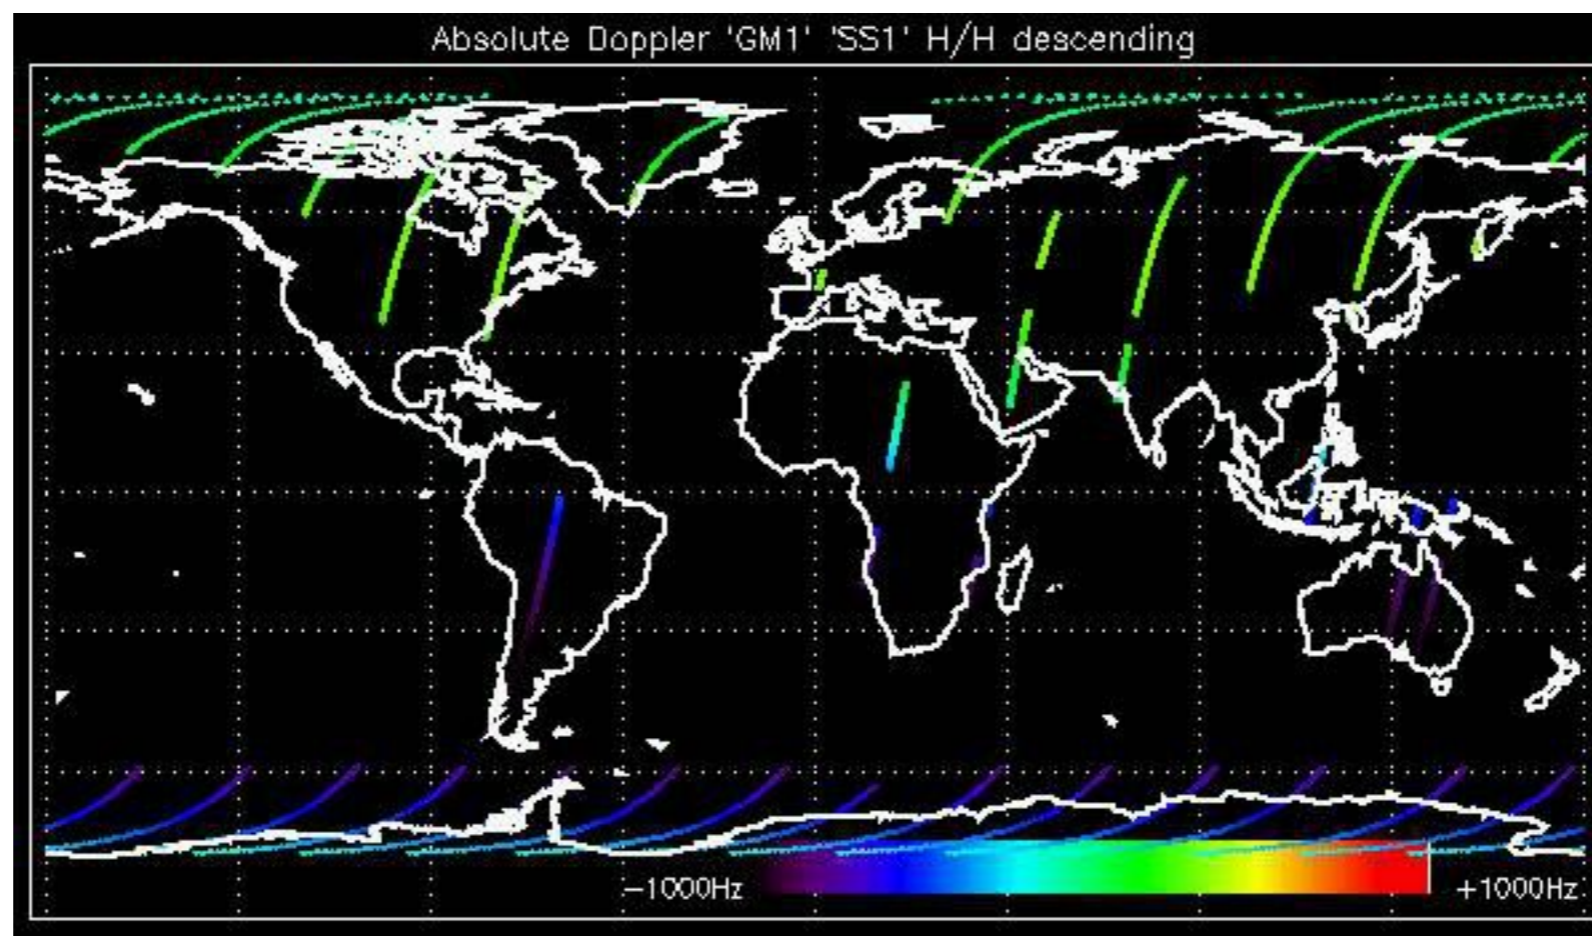 Absolute Doppler 'GM1' 'SS1' H/H descending
-1000Hz +1000Hz